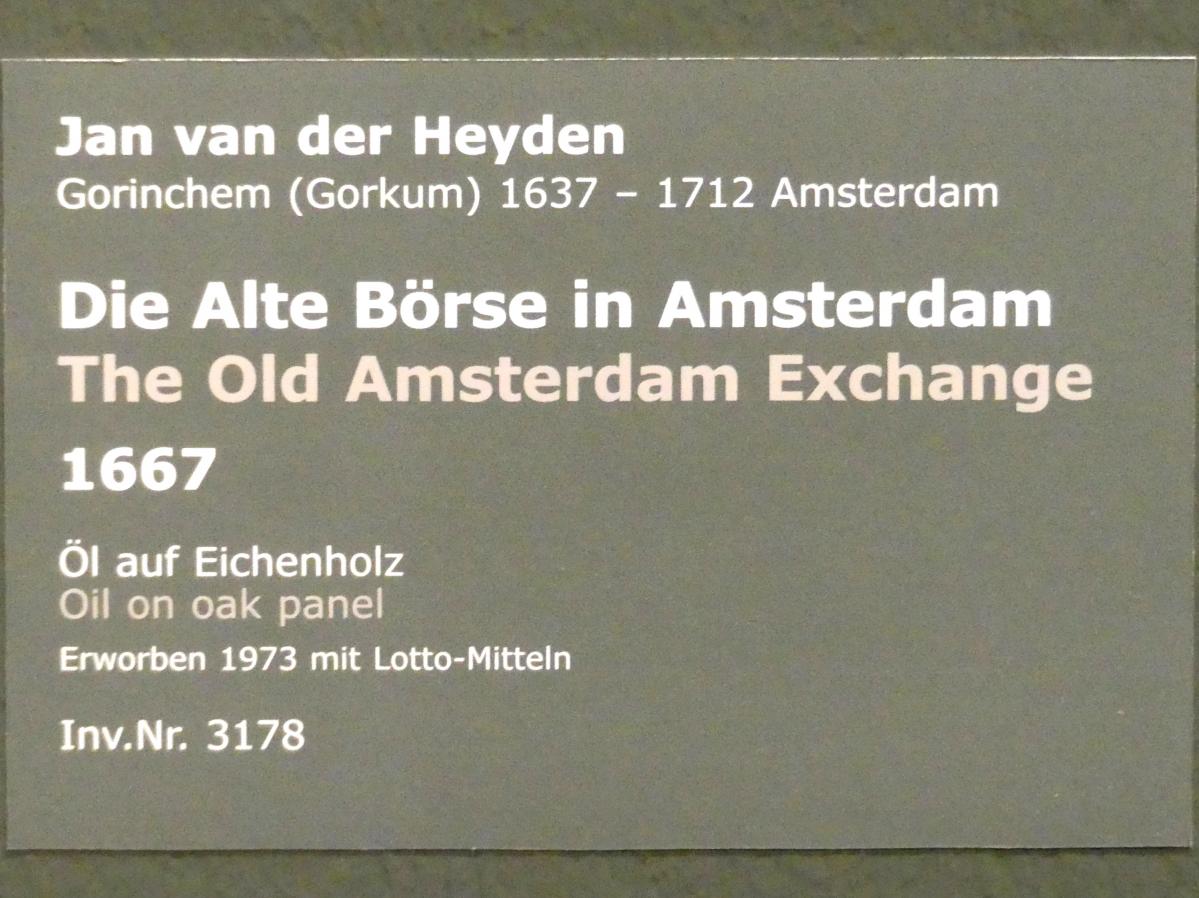 Jan van der Heyden
Gorinchem (Gorkum) 1637 – 1712 Amsterdam
Die Alte Börse in Amsterdam
The Old Amsterdam Exchange
1667
Öl auf Eichenholz
Oil on oak panel
Erworben 1973 mit Lotto-Mitteln
Inv.Nr. 3178